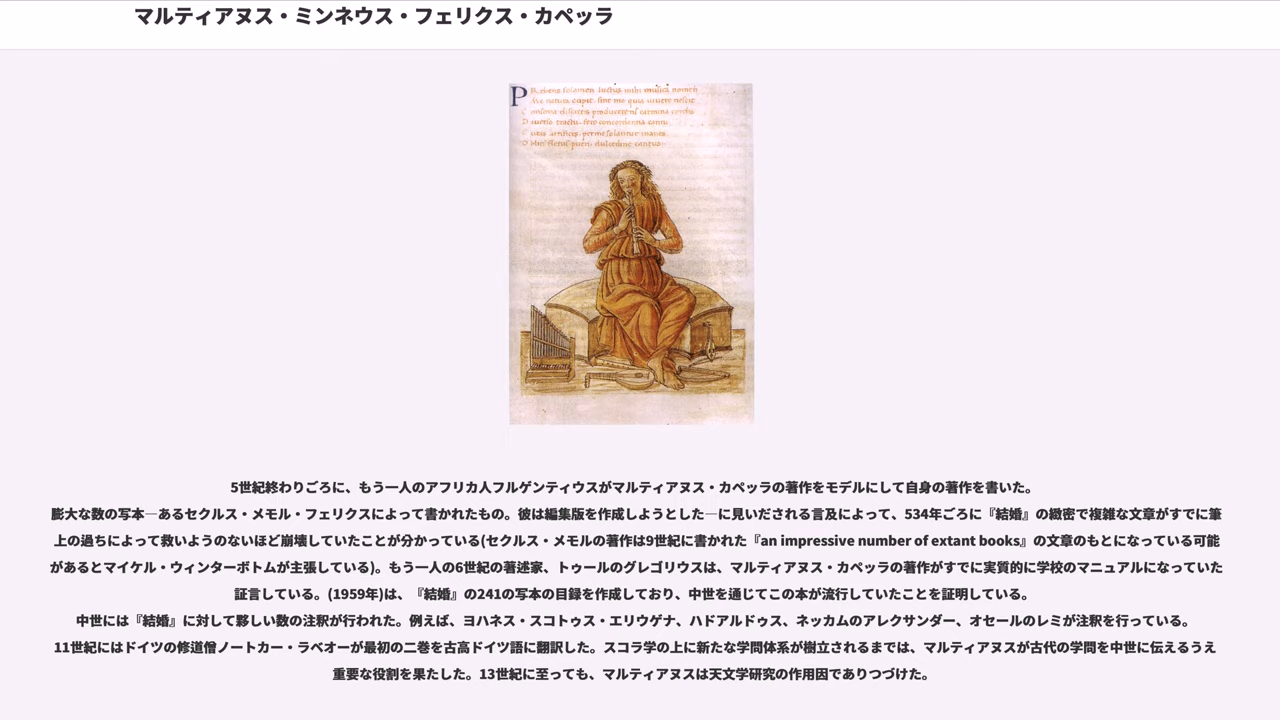 マルティアヌス・ミンネウス・フェリクス・カペッラ
5世紀終わりごろに、もう一人のアフリカ人フルゲンティウスがマルティアヌス・カペッラの著作をモデルにして自身の著作を書いた。
膨大な数の写本―あるセクルス・メモル・フェリクスによって書かれたもの。彼は編集版を作成しようとした―に見いだされる言及によって、534年ごろに『結婚』の緻密で複雑な文章がすでに筆
上の過ちによって救いようのないほど崩壊していたことが分かっている(セクルス・メモルの著作は9世紀に書かれた『an impressive number of extant books』の文章のもとになっている可能
があるとマイケル・ウィンターボトムが主張している)。もう一人の6世紀の著述家、トゥールのグレゴリウスは、マルティアヌス・カペッラの著作がすでに実質的に学校のマニュアルになっていた
証言している。(1959年)は、『結婚』の241の写本の目録を作成しており、中世を通じてこの本が流行していたことを証明している。
中世には『結婚』に対して夥しい数の注釈が行われた。例えば、ヨハネス・スコトゥス・エリウゲナ、ハドアルドゥス、ネッカムのアレクサンダー、オセールのレミが注釈を行っている。
11世紀にはドイツの修道僧ノートカー・ラベオーが最初の二巻を古高ドイツ語に翻訳した。スコラ学の上に新たな学問体系が樹立されるまでは、マルティアヌスが古代の学問を中世に伝えるうえ
重要な役割を果たした。13世紀に至っても、マルティアヌスは天文学研究の作用因でありつづけた。